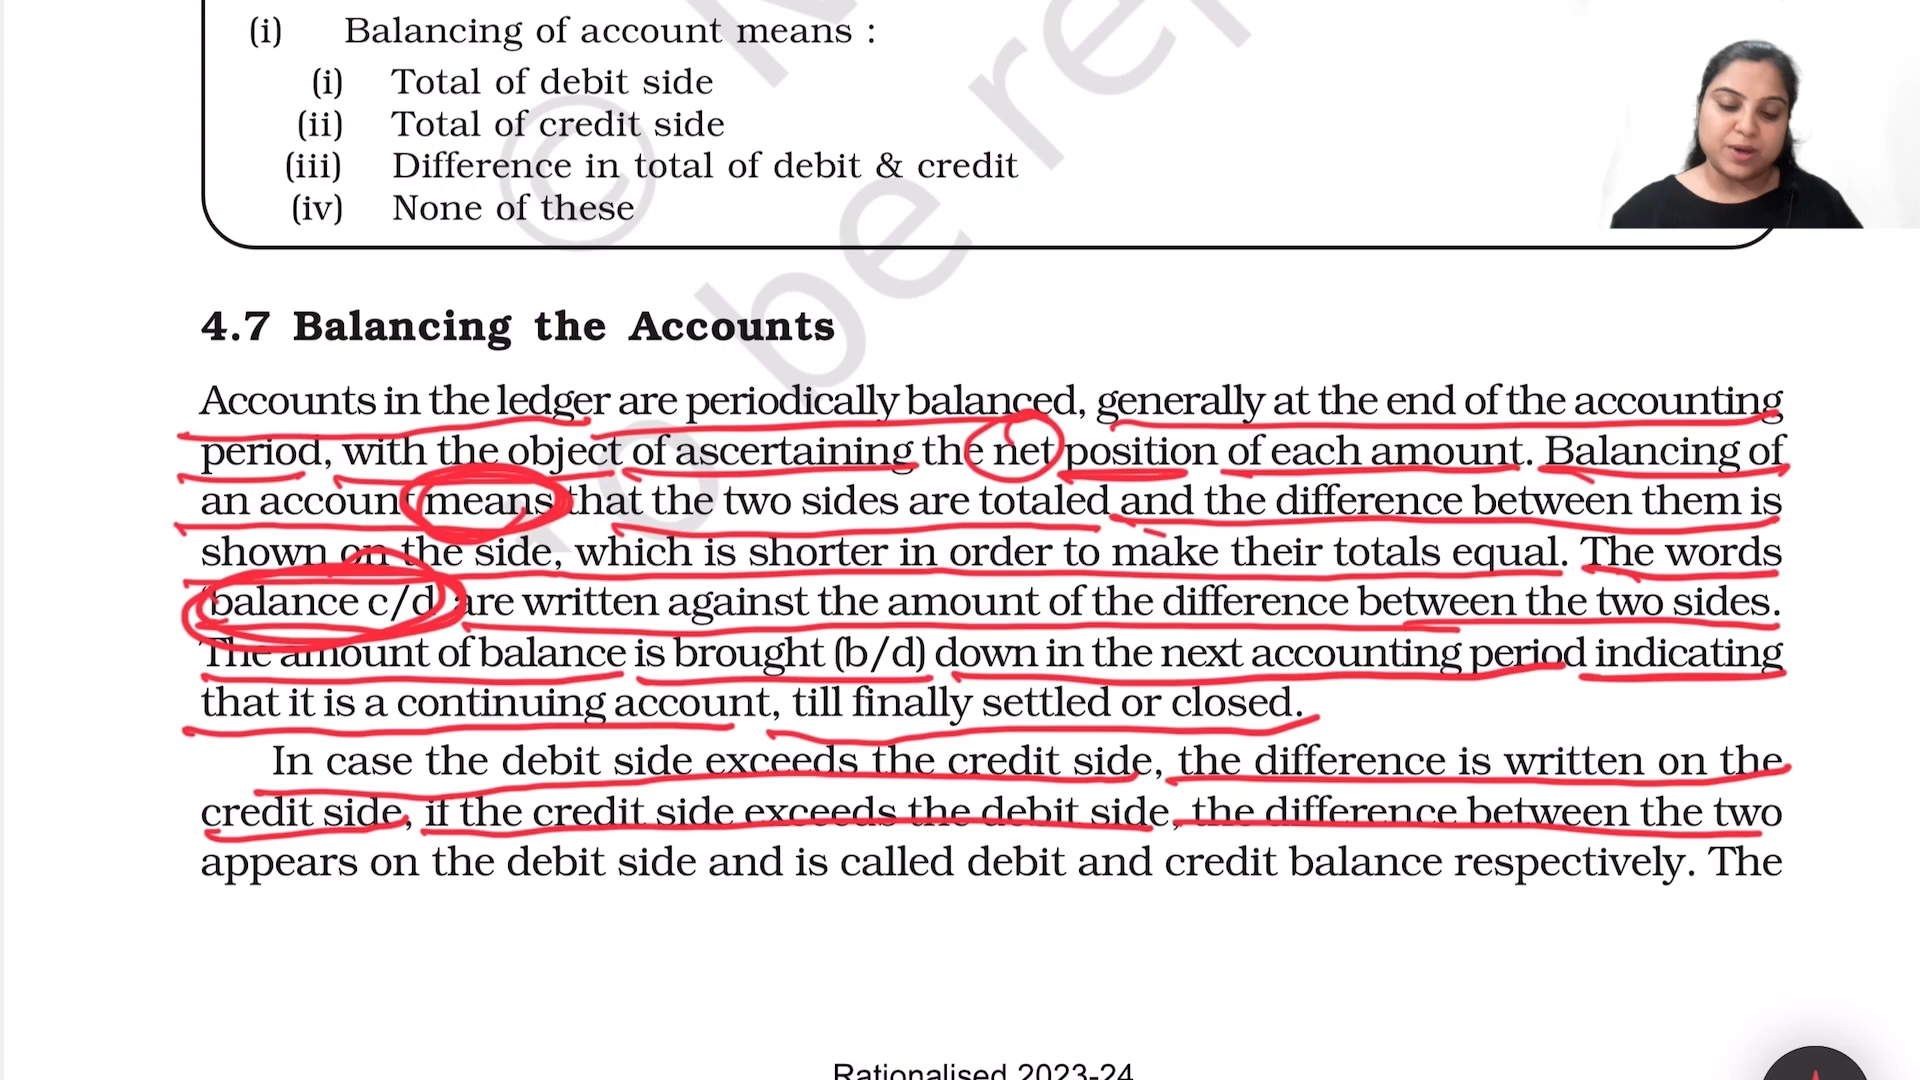 (i) Balancing of account means :
(i) Total of debit side
(ii) Total of credit side
(iii) Difference in total of debit & credit
(iv) None of these
4.7 Balancing the Accounts
Accounts in the ledger are periodically balanced, generally at the end of the accounting
period, with the object of ascertaining the net position of each amount. Balancing of
an account means that the two sides are totaled and the difference between them is
shown on the side, which is shorter in order to make their totals equal. The words
balance c/d are written against the amount of the difference between the two sides.
The amount of balance is brought (b/d) down in the next accounting period indicating
that it is a continuing account, till finally settled or closed.
In case the debit side exceeds the credit side, the difference is written on the
credit side, if the credit side exceeds the debit side, the difference between the two
appears on the debit side and is called debit and credit balance respectively. The
Rationalised 2023-24